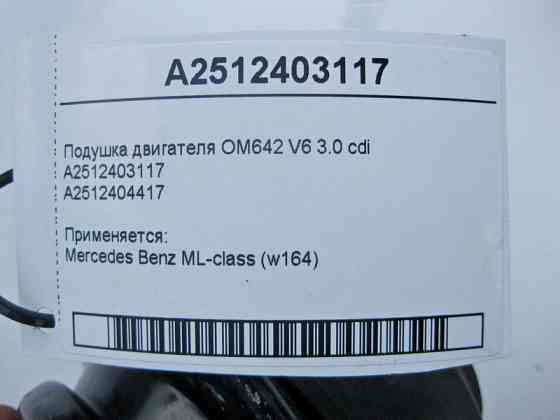 A2512403117
Подушка двигателя OM642 V6 3.0 cdi
A2512403117
A2512404417
Применяется:
Mercedes Benz ML-class (w164)